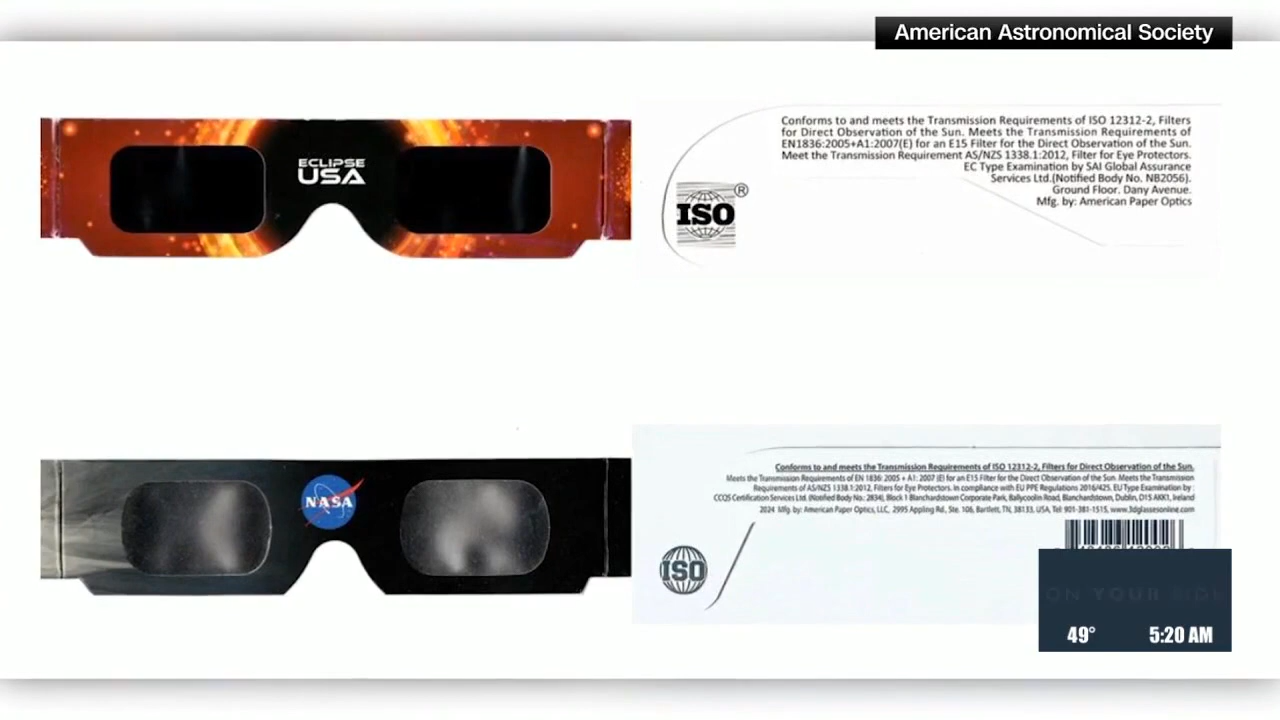 American Astronomical Society
ECLIPSE
USA
Conforms to and meets the Transmission Requirements of ISO 12312-2, Filters
for Direct Observation of the Sun. Meets the Transmission Requirements of
EN1836:2005+A1:2007(E) for an E15 Filter for the Direct Observation of the Sun.
Meet the Transmission Requirement AS/NZS 1338.1:2012, Filter for Eye Protectors.
EC Type Examination by SAI Global Assurance
Services Ltd.(Notified Body No. NB2056).
Ground Floor. Dany Avenue.
Mfg. by: American Paper Optics
ISO ®
NASA
Conforms to and meets the Transmission Requirements of ISO 12312-2, Filters for Direct Observation of the Sun.
Meets the Transmission Requirements of EN 1836: 2005 + A1: 2007 (E) for an E15 Filter for the Direct Observation of the Sun. Meets the Transmission
Requirements of AS/NZS 1338.1:2012, Filters for Eye Protectors. In compliance with EU PPE Regulations 2016/425. EU Type Examination by :
CCQS Certification Services Ltd. (Notified Body No.: 2834), Block 1 Blanchardstown Corporate Park, Ballycoolin Road, Blanchardstown, Dublin, D15 AKK1, Ireland
2024 Mfg. by: American Paper Optics, LLC, 2995 Appling Rd., Ste. 106, Bartlett, TN, 38133, USA, Tel: 901-381-1515, www.3dglassesonline.com
ISO
ON YOUR SIDE
49° 5:20 AM